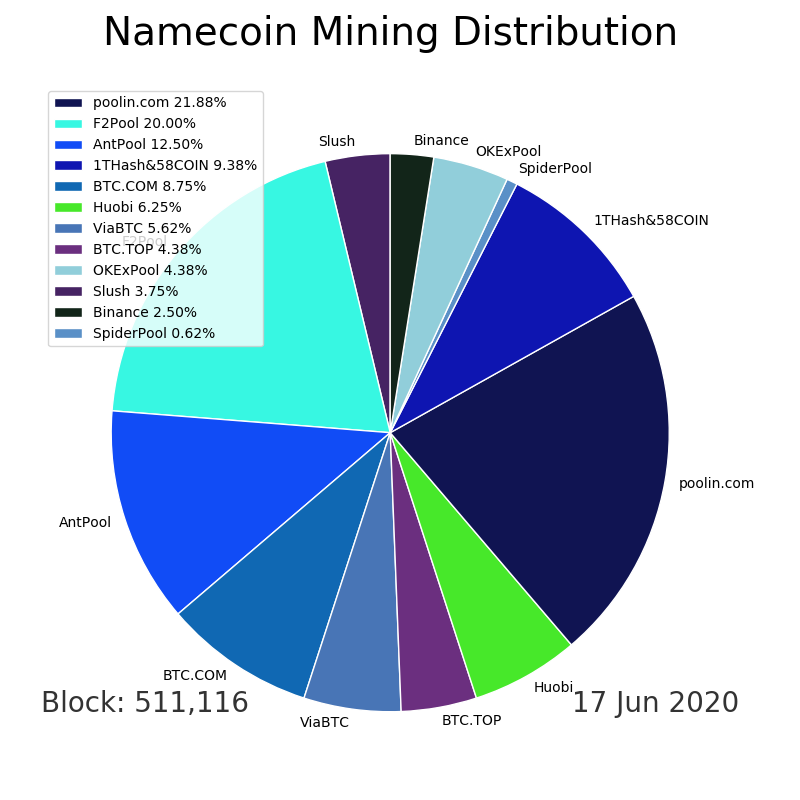 Namecoin Mining Distribution
poolin.com 21.88%
F2Pool 20.00%
AntPool 12.50%
1THash&58COIN 9.38%
BTC.COM 8.75%
Huobi 6.25%
ViaBTC 5.62%
BTC.TOP 4.38%
OKExPool 4.38%
Slush 3.75%
Binance 2.50%
SpiderPool 0.62%
Slush
Binance
OKExPool
SpiderPool
1THash&58COIN
F2Pool
poolin.com
AntPool
BTC.COM
Huobi
ViaBTC
BTC.TOP
Block: 511,116
17 Jun 2020